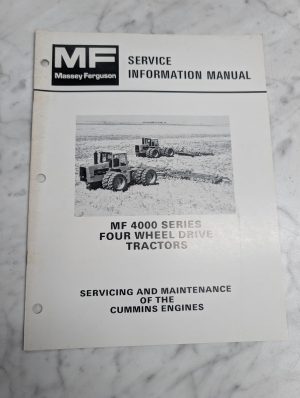 MF
Massey Ferguson
SERVICE
INFORMATION MANUAL
MF 4000 SERIES
FOUR WHEEL DRIVE
TRACTORS
SERVICING AND MAINTENANCE
OF THE
CUMMINS ENGINES